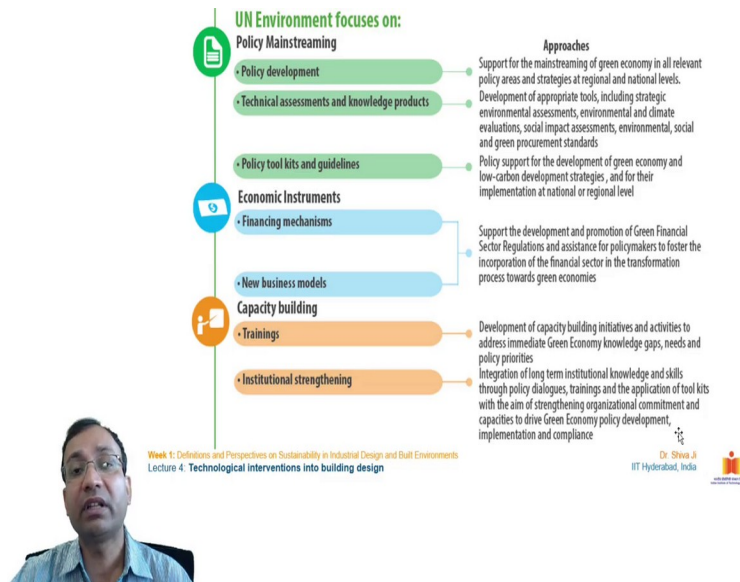 UN Environment focuses on:
Policy Mainstreaming
Approaches
• Policy development
Support for the mainstreaming of green economy in all relevant
policy areas and strategies at regional and national levels.
• Technical assessments and knowledge products
Development of appropriate tools, including strategic
environmental assessments, environmental and climate
evaluations, social impact assessments, environmental, social
and green procurement standards
• Policy tool kits and guidelines
Policy support for the development of green economy and
low-carbon development strategies , and for their
implementation at national or regional level
Economic Instruments
• Financing mechanisms
• New business models
Support the development and promotion of Green Financial
Sector Regulations and assistance for policymakers to foster the
incorporation of the financial sector in the transformation
process towards green economies
Capacity building
• Trainings
Development of capacity building initiatives and activities to
address immediate Green Economy knowledge gaps, needs and
policy priorities
• Institutional strengthening
Integration of long term institutional knowledge and skills
through policy dialogues, trainings and the application of tool kits
with the aim of strengthening organizational commitment and
capacities to drive Green Economy policy development,
implementation and compliance
Week 1: Definitions and Perspectives on Sustainability in Industrial Design and Built Environments
Lecture 4: Technological interventions into building design
Dr. Shiva Ji
IIT Hyderabad, India